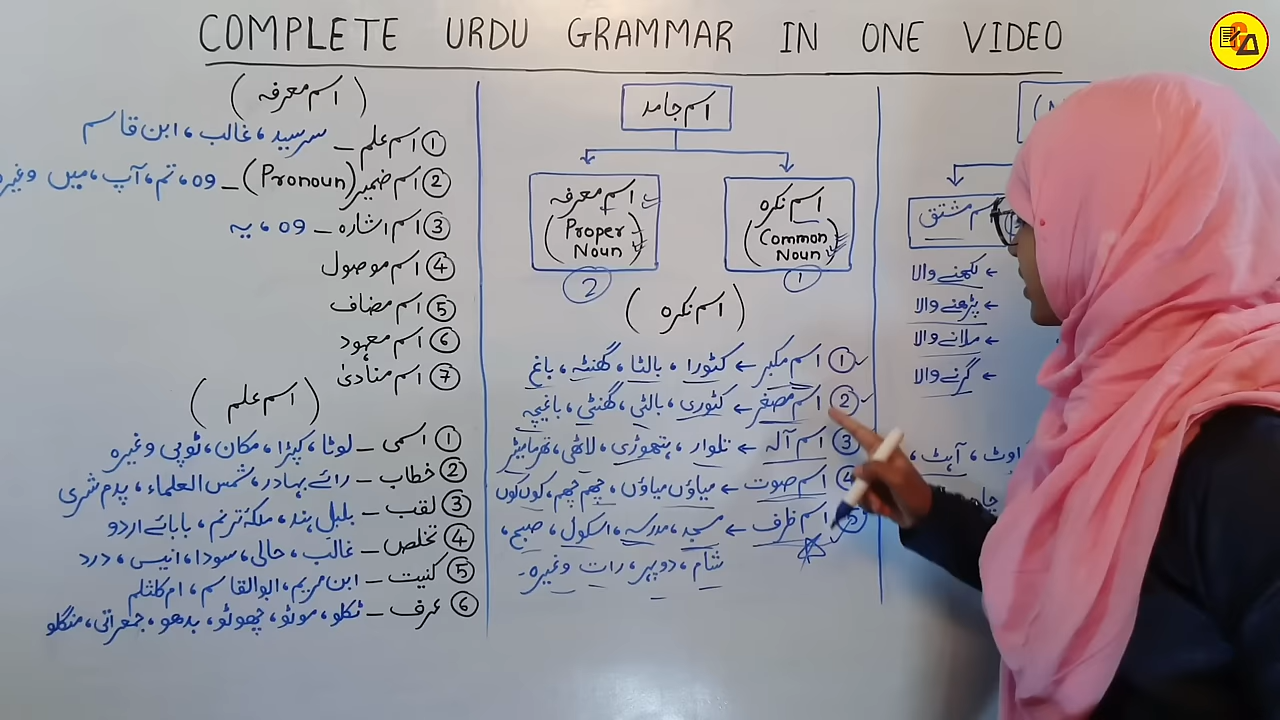 COMPLETE URDU GRAMMAR IN ONE VIDEO
اسم مشتق
← لکھنے والا
← پڑھنے والا
← ملانے والا
← گرنے والا
آہٹ،
اسم جامد
اسم نکرہ
(Common Noun)
①
اسم معرفہ
(Proper Noun)
②
(اسم نکرہ)
① اسم مکبر ← کٹورا، بالٹا، گھنٹہ، باغ
② اسم مصغر ← کٹوری، بالٹی، گھنٹی، باغیچہ
③ اسم آلہ ← تلوار، ہتھوڑی، لاٹھی، تھرمامیٹر
④ اسم صوت ← میاؤں میاؤں، چھم چھم، کوں کوں
⑤ اسم ظرف ← مسجد، مدرسہ، اسکول، صبح،
شام، دوپہر، رات وغیرہ۔
(اسم معرفہ)
① اسم علم _ سرسید، غالب، ابن قاسم
② اسم ضمیر (Pronoun) _ وہ، تم، آپ، میں وغیرہ
③ اسم اشارہ _ وہ، یہ
④ اسم موصول
⑤ اسم مضاف
⑥ اسم معہود
⑦ اسم منادیٰ
(اسم علم)
① اسمی _ لوٹا، کپڑا، مکان، ٹوپی وغیرہ
② خطاب _ رائے بہادر، شمس العلماء، پدم شری
③ لقب _ بلبل ہند، ملکۂ ترنم، بابائے اردو
④ تخلص _ غالب، حالی، سودا، انیس، درد
⑤ کنیت _ ابن مریم، ابوالقاسم، ام کلثلم
⑥ عرف _ ٹکلو، موٹو، چھوٹو، بدھو، جمعراتی، منگلو